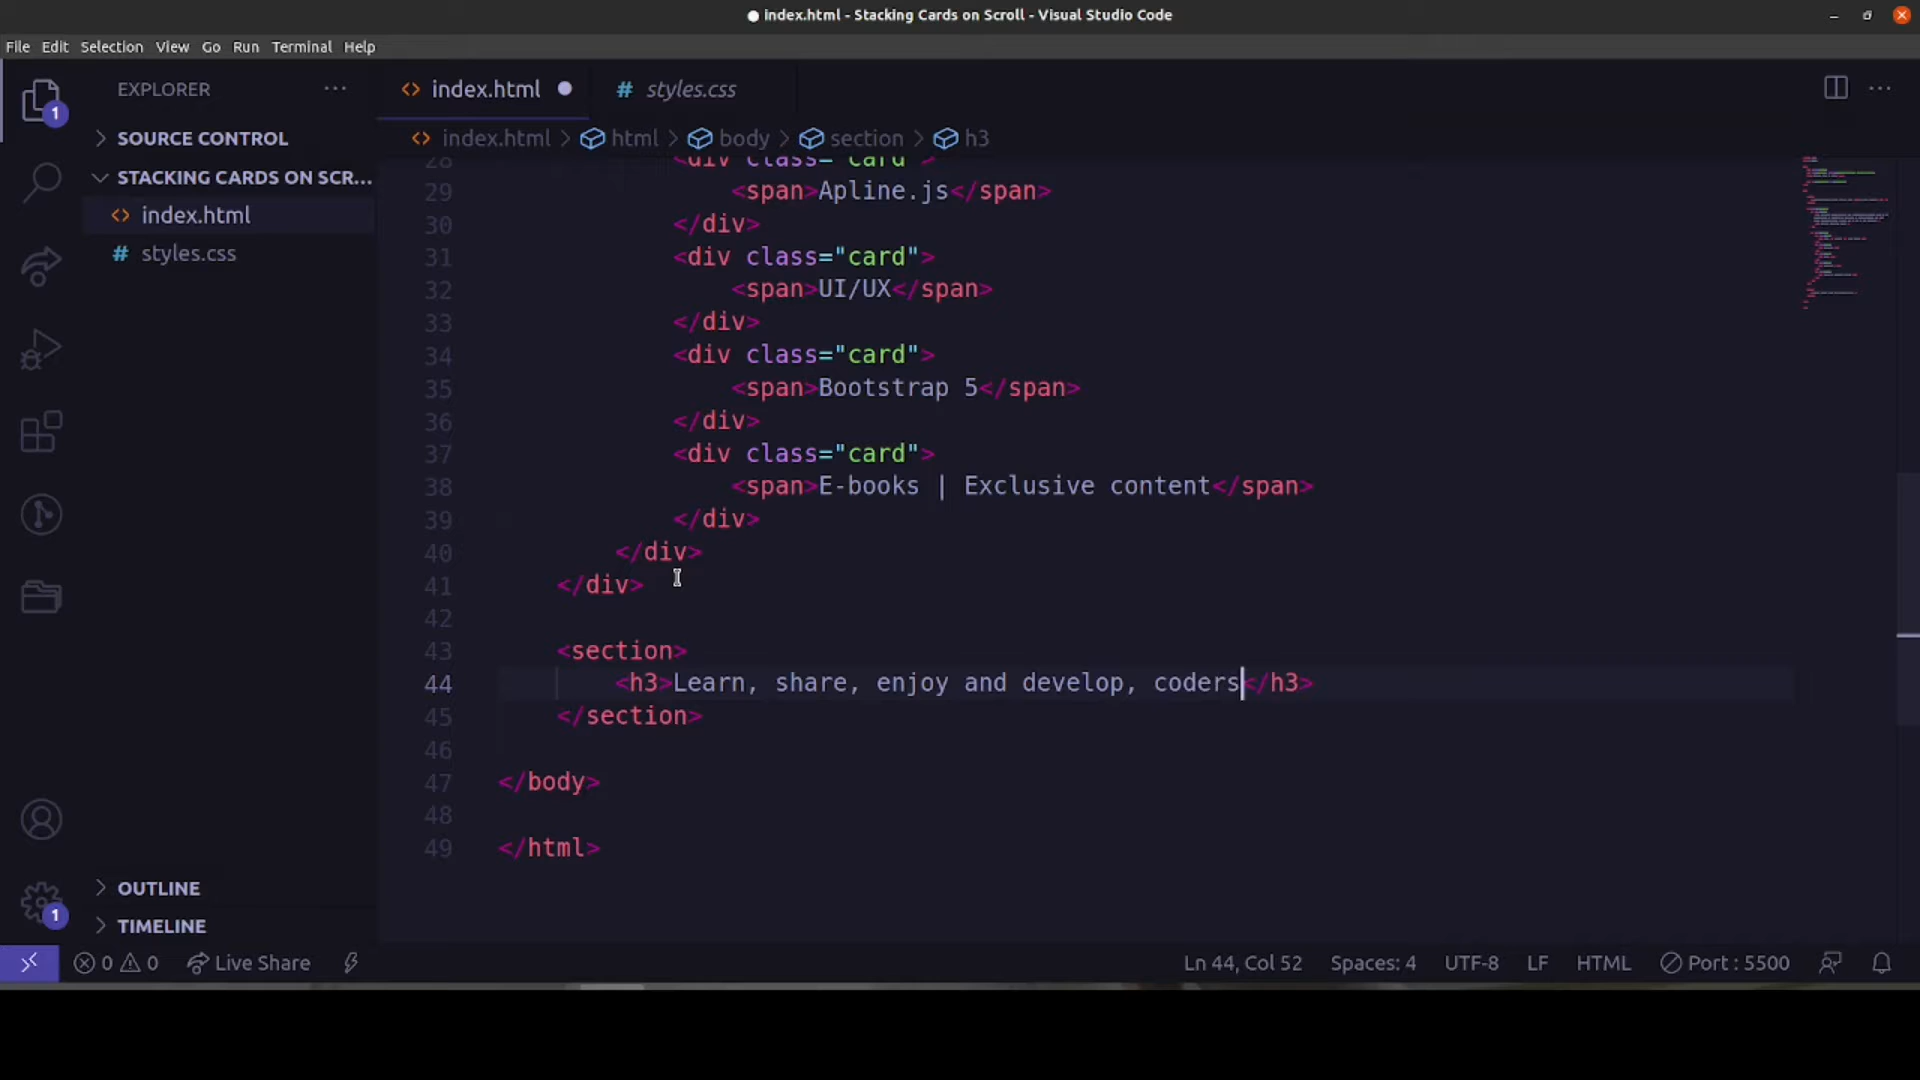 index.html - Stacking Cards on Scroll - Visual Studio Code
File Edit Selection View Go Run Terminal Help
EXPLORER
index.html
styles.css
1
SOURCE CONTROL
index.html > html > body > section > h3
STACKING CARDS ON SCR...
index.html
styles.css
28 <div class="card">
29 <span>Apline.js</span>
30 </div>
31 <div class="card">
32 <span>UI/UX</span>
33 </div>
34 <div class="card">
35 <span>Bootstrap 5</span>
36 </div>
37 <div class="card">
38 <span>E-books | Exclusive content</span>
39 </div>
40 </div>
41 </div>
42
43 <section>
44 <h3>Learn, share, enjoy and develop, coders</h3>
45 </section>
46
47 </body>
48
49 </html>
OUTLINE
1
TIMELINE
0 0 Live Share Ln 44, Col 52 Spaces: 4 UTF-8 LF HTML Port : 5500